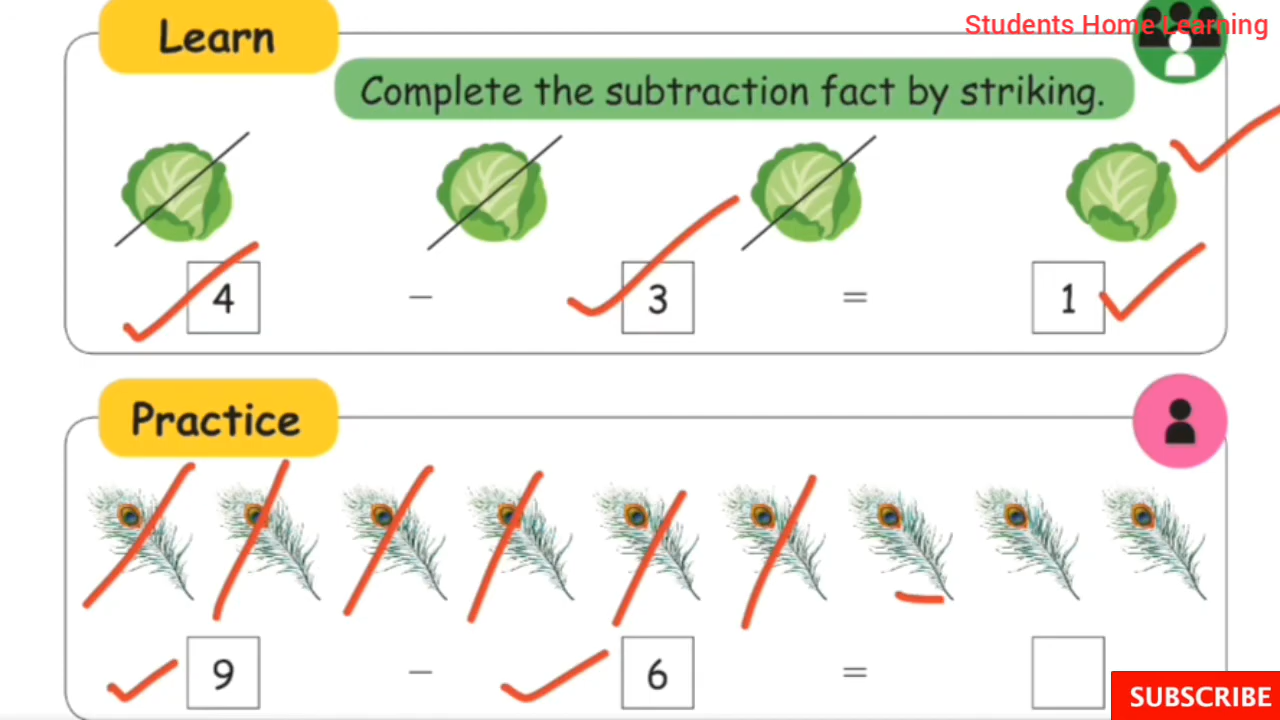 Students Home Learning
Learn
Complete the subtraction fact by striking.
4 − 3 = 1
Practice
9 − 6 =
SUBSCRIBE